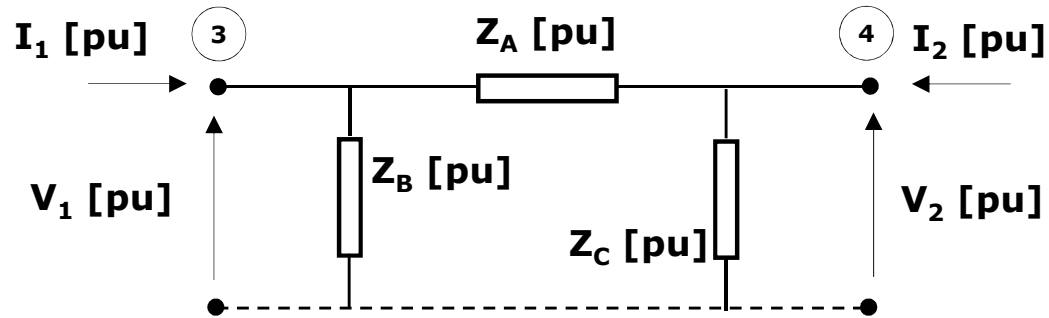 I₁ [pu]
3
Z_A [pu]
4
I₂ [pu]
Z_B [pu]
V₁ [pu]
V₂ [pu]
Z_C [pu]